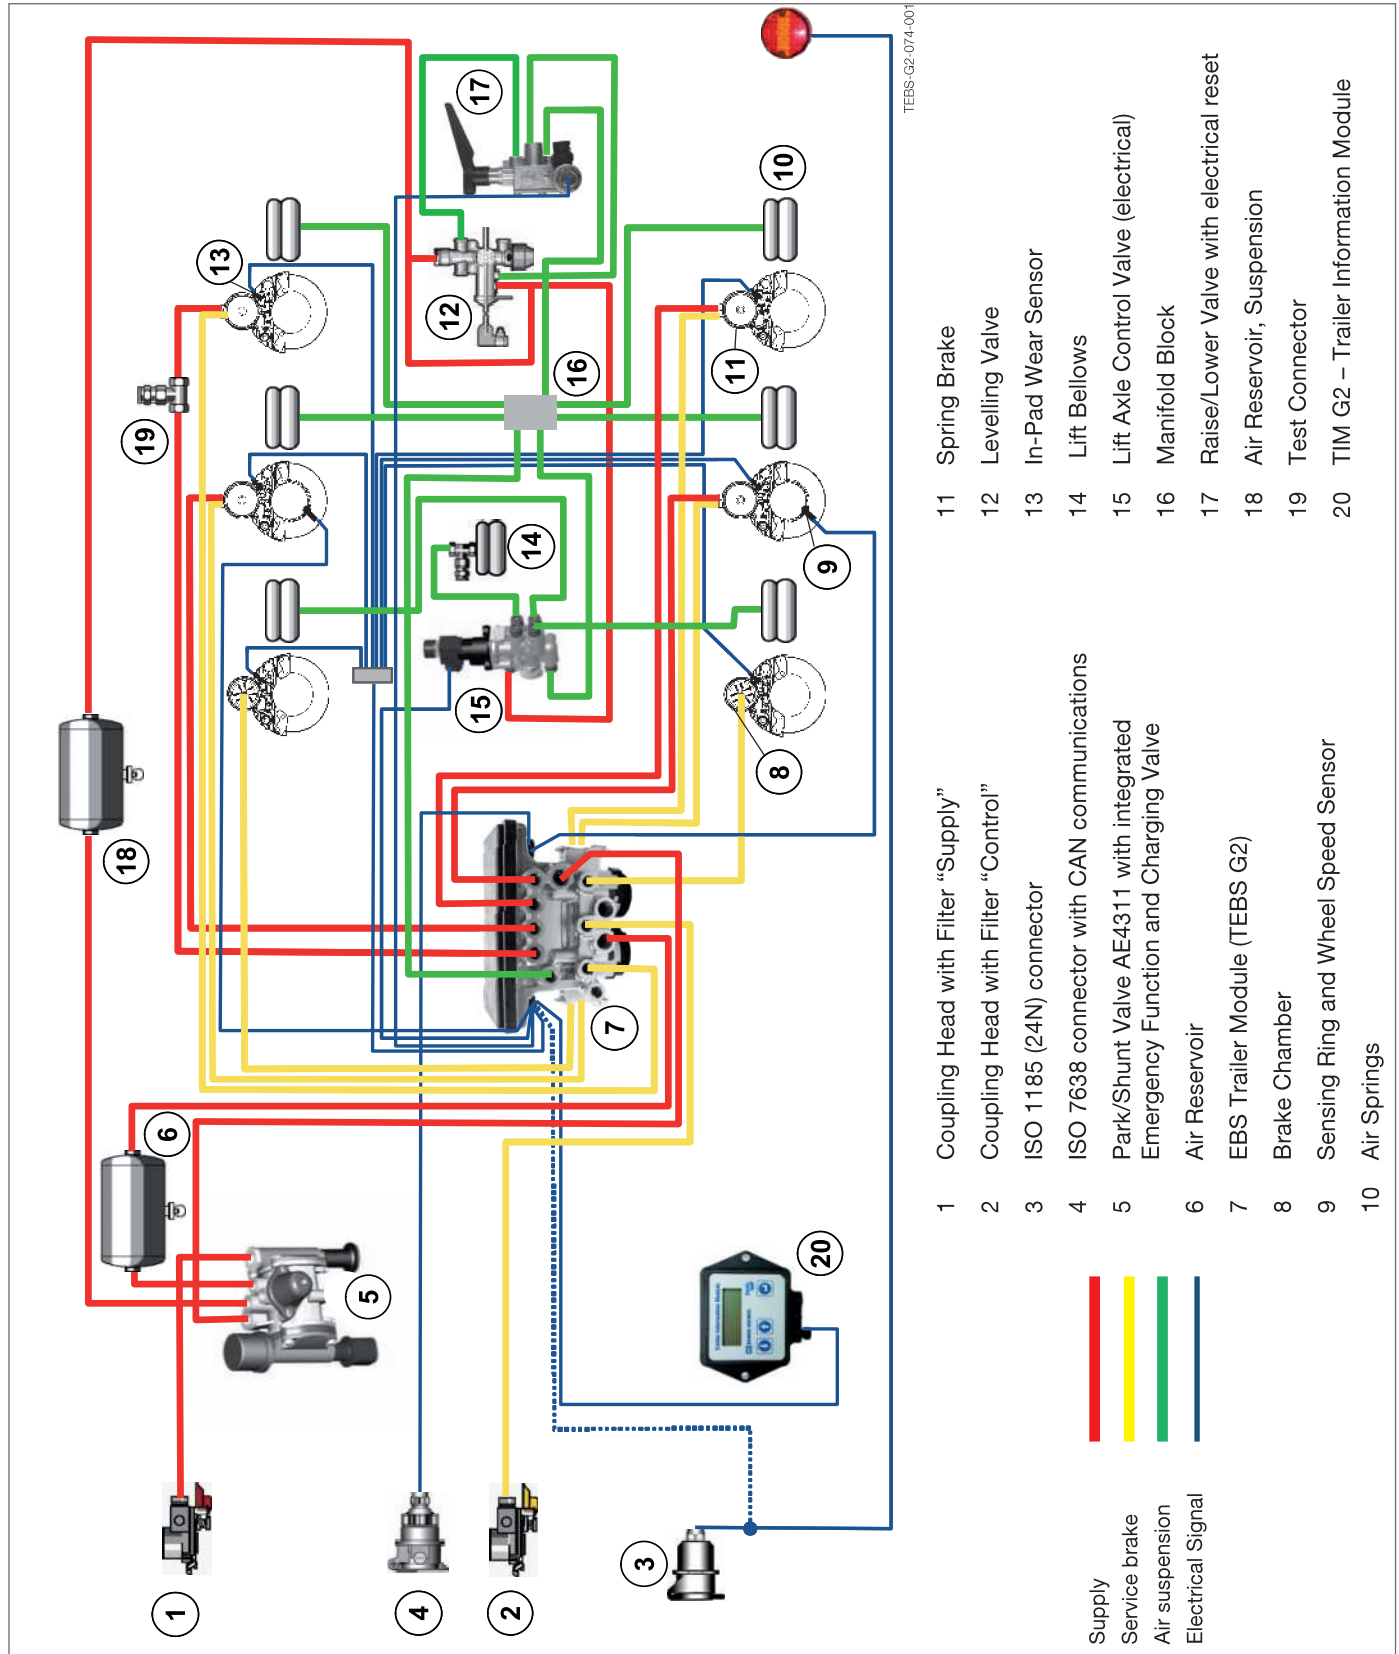 1 Coupling Head with Filter “Supply”
2 Coupling Head with Filter “Control”
3 ISO 1185 (24N) connector
4 ISO 7638 connector with CAN communications
5 Park/Shunt Valve AE4311 with integrated
Emergency Function and Charging Valve
6 Air Reservoir
7 EBS Trailer Module (TEBS G2)
8 Brake Chamber
9 Sensing Ring and Wheel Speed Sensor
10 Air Springs
11 Spring Brake
12 Levelling Valve
13 In-Pad Wear Sensor
14 Lift Bellows
15 Lift Axle Control Valve (electrical)
16 Manifold Block
17 Raise/Lower Valve with electrical reset
18 Air Reservoir, Suspension
19 Test Connector
20 TIM G2 – Trailer Information Module
Supply
Service brake
Air suspension
Electrical Signal
TEBS-G2-074-001
1
4
2
3
5
6
20
18
7
8
15
14
9
19
16
11
13
12
17
10